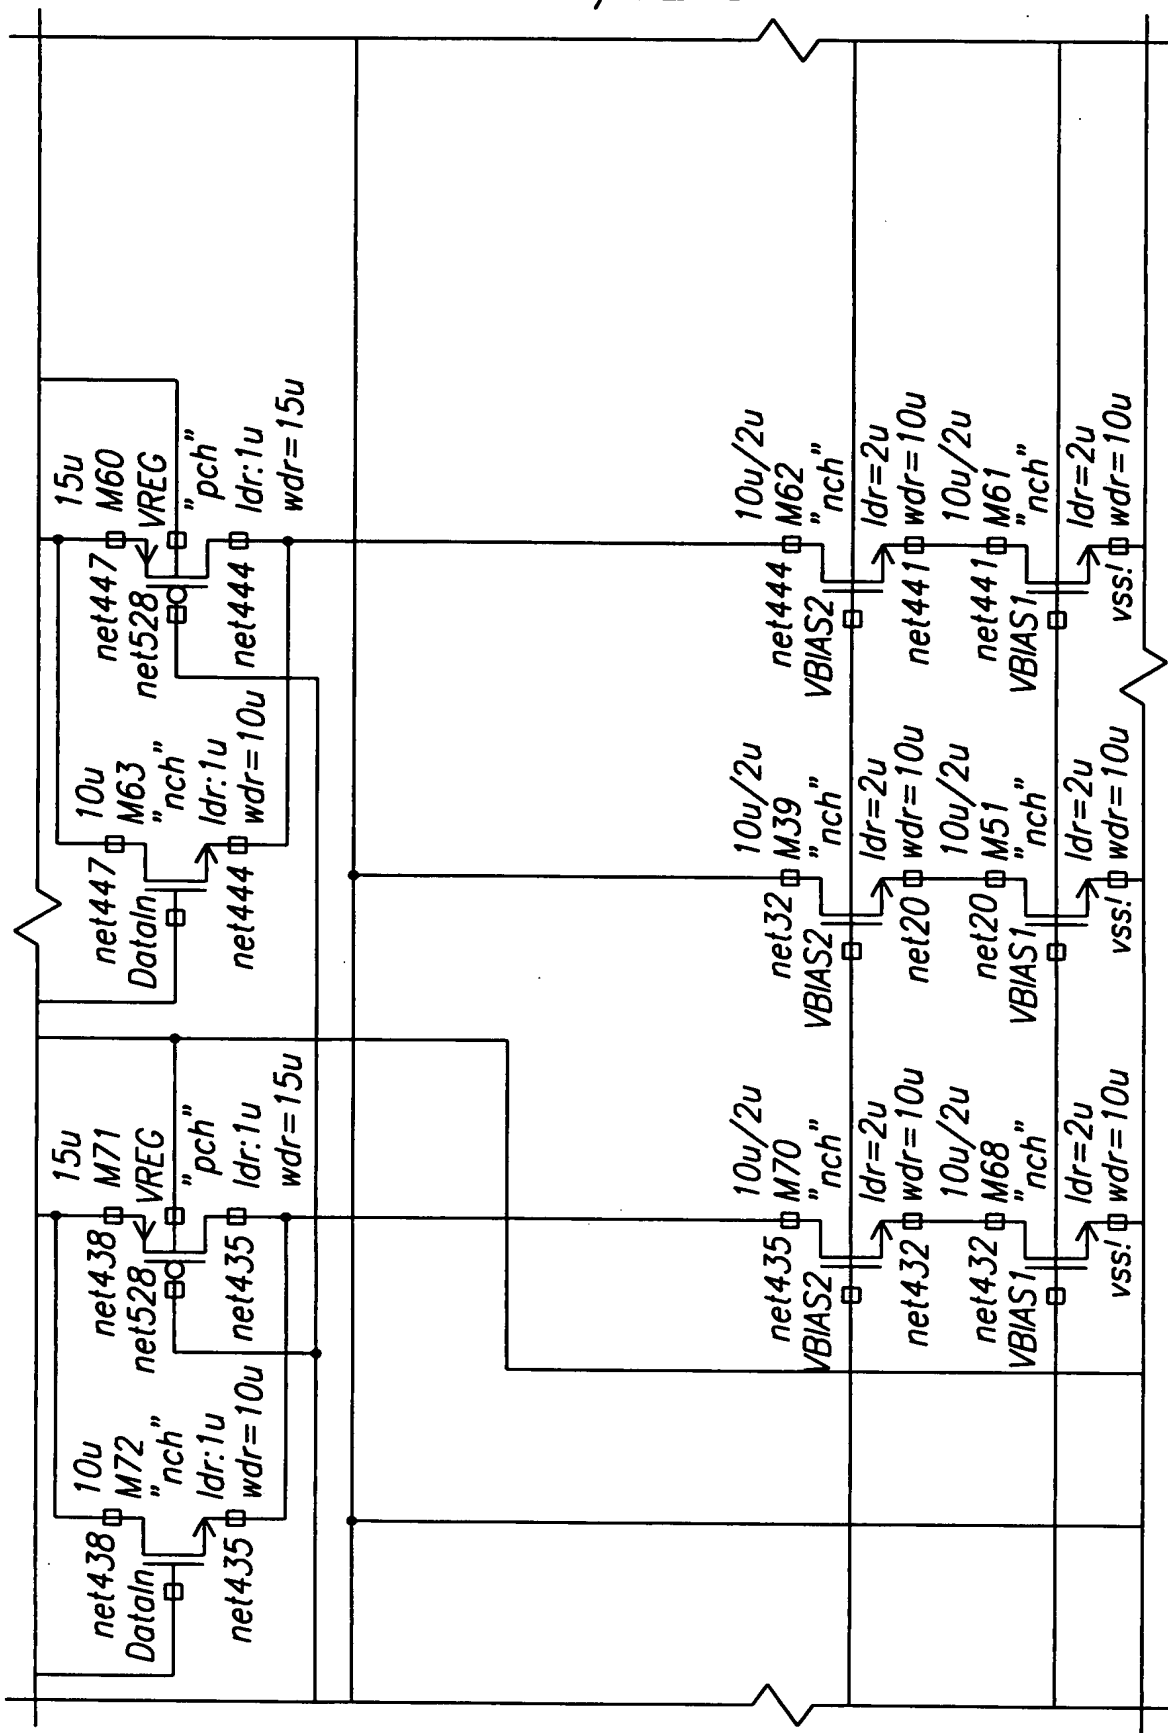 10u
M72
"nch"
ldr:1u
wdr=10u
net438
DataIn
net435
15u
M71
VREG
"pch"
ldr:1u
wdr=15u
net438
net528
net435
10u
M63
"nch"
ldr:1u
wdr=10u
net447
DataIn
net444
15u
M60
VREG
"pch"
ldr:1u
wdr=15u
net447
net528
net444
10u/2u
M70
"nch"
ldr=2u
wdr=10u
net435
VBIAS2
net432
10u/2u
M68
"nch"
ldr=2u
wdr=10u
net432
VBIAS1
vss!
10u/2u
M39
"nch"
ldr=2u
wdr=10u
net32
VBIAS2
net20
10u/2u
M51
"nch"
ldr=2u
wdr=10u
net20
VBIAS1
vss!
10u/2u
M62
"nch"
ldr=2u
wdr=10u
net444
VBIAS2
net441
10u/2u
M61
"nch"
ldr=2u
wdr=10u
net441
VBIAS1
vss!